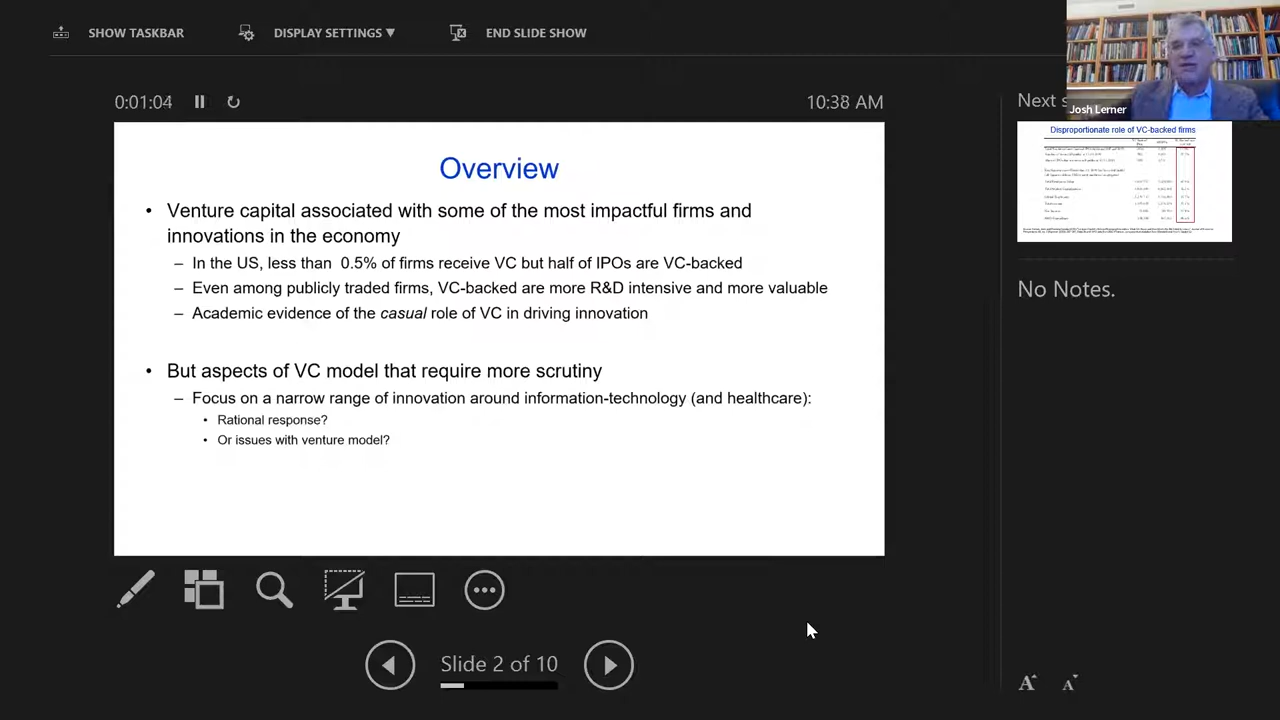 SHOW TASKBAR
DISPLAY SETTINGS ▼
END SLIDE SHOW
0:01:04
10:38 AM
Next s
Josh Lerner
Overview
• Venture capital associated with some of the most impactful firms and
innovations in the economy
– In the US, less than 0.5% of firms receive VC but half of IPOs are VC-backed
– Even among publicly traded firms, VC-backed are more R&D intensive and more valuable
– Academic evidence of the casual role of VC in driving innovation
• But aspects of VC model that require more scrutiny
– Focus on a narrow range of innovation around information-technology (and healthcare):
• Rational response?
• Or issues with venture model?
Disproportionate role of VC-backed firms
No Notes.
Slide 2 of 10
A
A